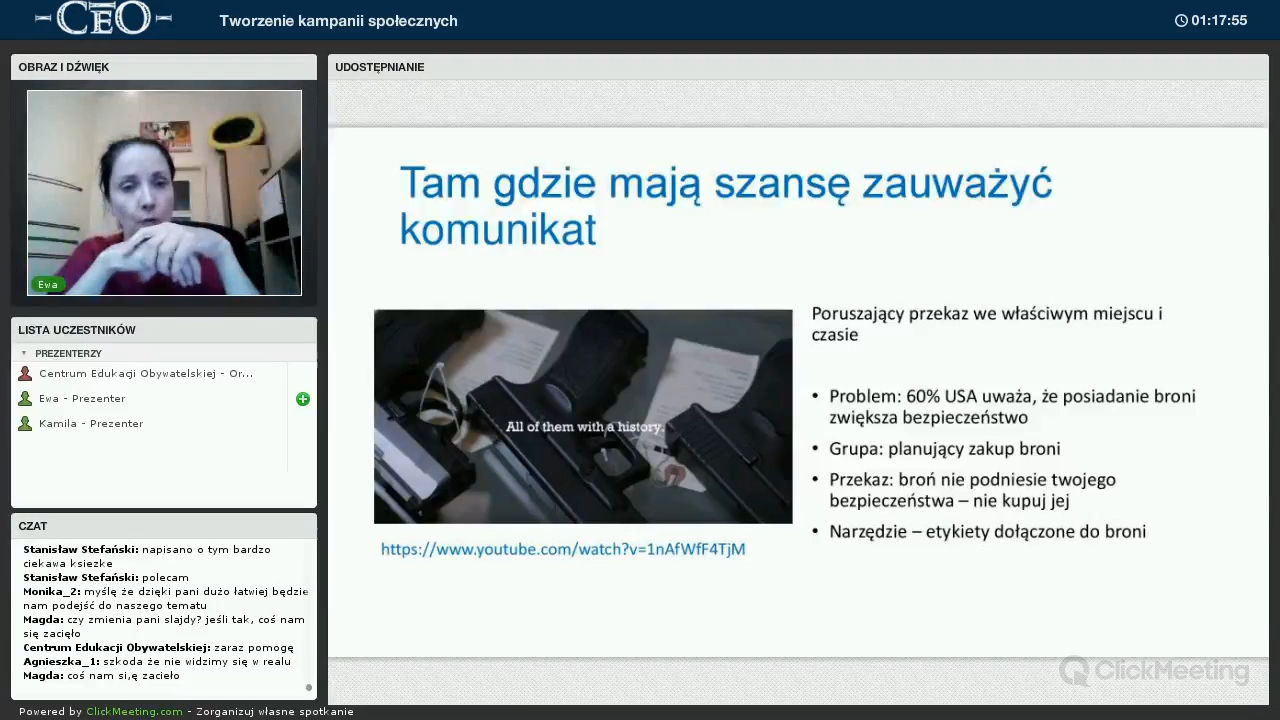 CEO
Tworzenie kampanii społecznych
01:17:55
OBRAZ I DŹWIĘK
Ewa
LISTA UCZESTNIKÓW
PREZENTERZY
Centrum Edukacji Obywatelskiej - Or...
Ewa - Prezenter
Kamila - Prezenter
CZAT
Stanisław Stefański: napisano o tym bardzo
ciekawa ksiezke
Stanisław Stefański: polecam
Monika_2: myślę że dzięki pani dużo łatwiej będzie
nam podejść do naszego tematu
Magda: czy zmienia pani slajdy? jeśli tak, coś nam
się zacięło
Centrum Edukacji Obywatelskiej: zaraz pomogę
Agnieszka_1: szkoda że nie widzimy się w realu
Magda: coś nam si,ę zacieło
UDOSTĘPNIANIE
Tam gdzie mają szansę zauważyć
komunikat
All of them with a history.
https://www.youtube.com/watch?v=1nAfWfF4TjM
Poruszający przekaz we właściwym miejscu i
czasie
• Problem: 60% USA uważa, że posiadanie broni
zwiększa bezpieczeństwo
• Grupa: planujący zakup broni
• Przekaz: broń nie podniesie twojego
bezpieczeństwa – nie kupuj jej
• Narzędzie – etykiety dołączone do broni
ClickMeeting
Powered by ClickMeeting.com - Zorganizuj własne spotkanie